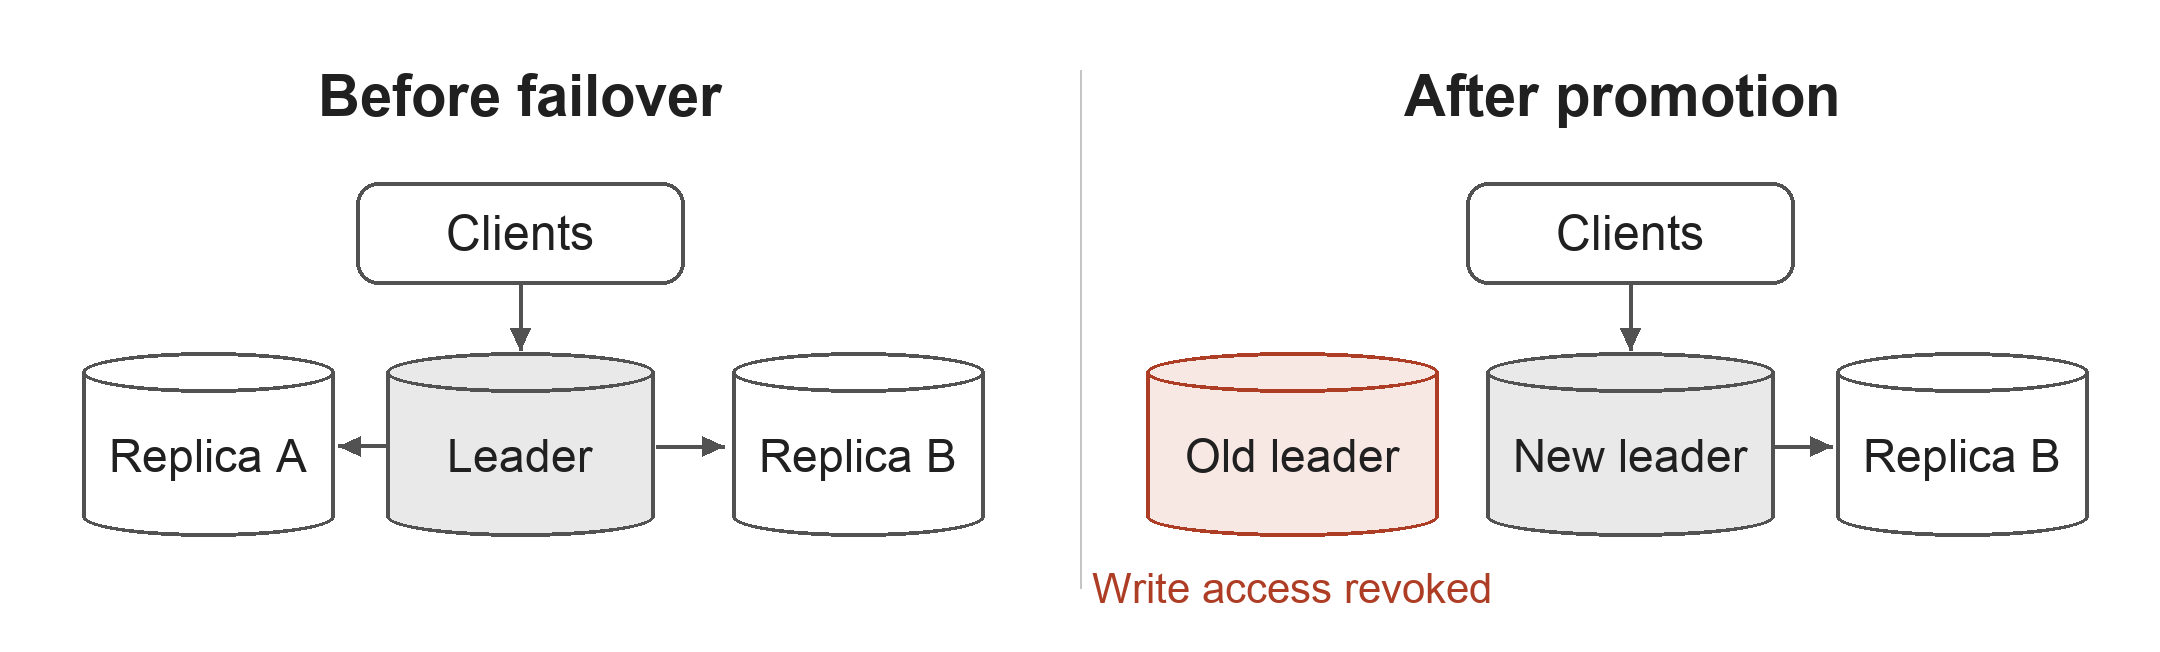 Before failover
Clients
Replica A
Leader
Replica B
After promotion
Clients
Old leader
New leader
Replica B
Write access revoked